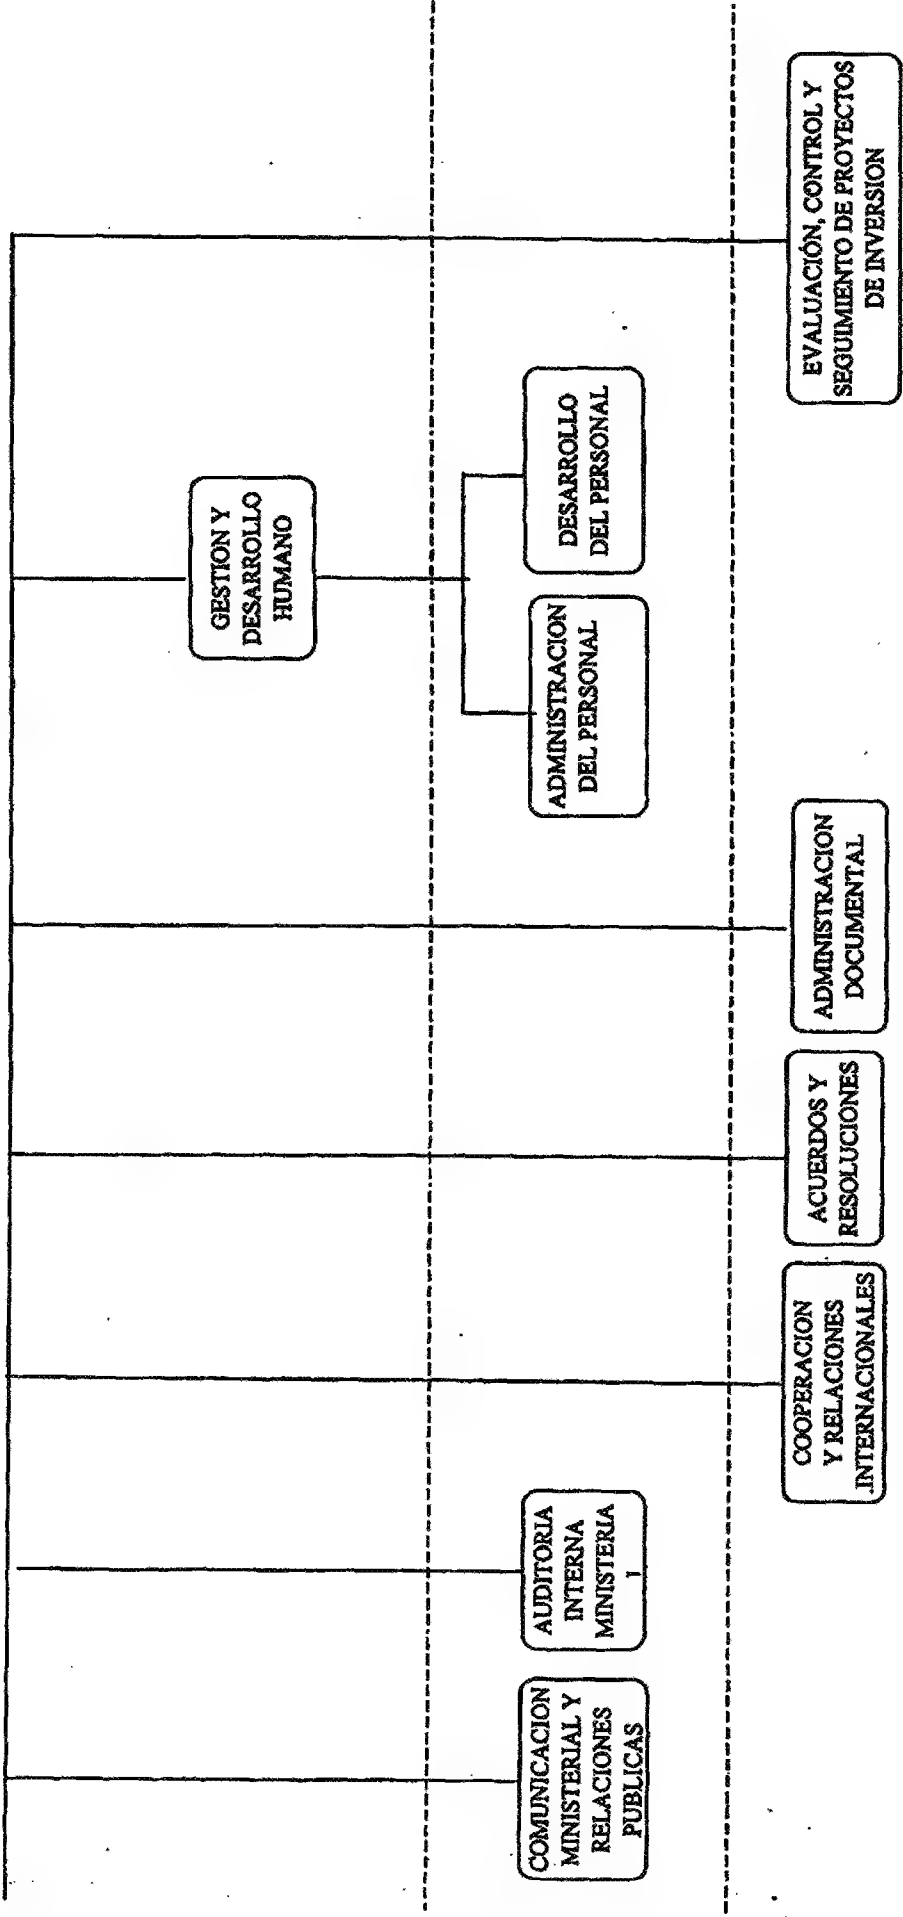 GESTION Y
DESARROLLO
HUMANO
COMUNICACION
MINISTERIAL Y
RELACIONES
PUBLICAS
AUDITORIA
INTERNA
MINISTERIA
l
ADMINISTRACION
DEL PERSONAL
DESARROLLO
DEL PERSONAL
COOPERACION
Y RELACIONES
INTERNACIONALES
ACUERDOS Y
RESOLUCIONES
ADMINISTRACION
DOCUMENTAL
EVALUACIÓN, CONTROL Y
SEGUIMIENTO DE PROYECTOS
DE INVERSION